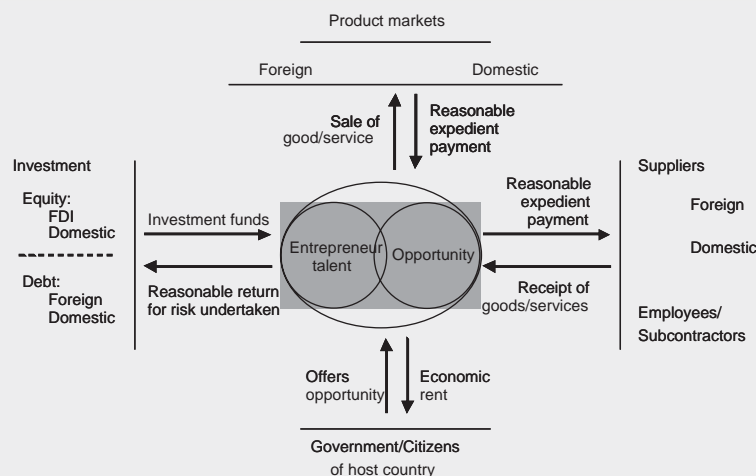 Product markets
Foreign
Domestic
Sale of
good/service
Reasonable
expedient
payment
Investment
Equity:
FDI
Domestic
Debt:
Foreign
Domestic
Investment funds
Reasonable return
for risk undertaken
Entrepreneur
talent
Opportunity
Reasonable
expedient
payment
Receipt of
goods/services
Suppliers
Foreign
Domestic
Employees/
Subcontractors
Offers
opportunity
Economic
rent
Government/Citizens
of host country